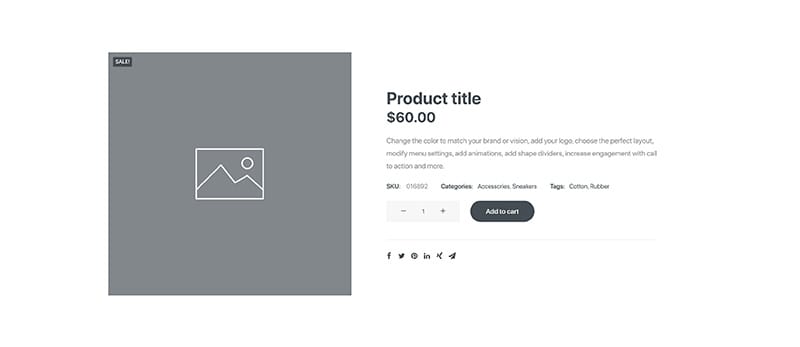 SALE!
Product title
$60.00
Change the color to match your brand or vision, add your logo, choose the perfect layout,
modify menu settings, add animations, add shape dividers, increase engagement with call
to action and more.
SKU: 016892 Categories: Accessories, Sneakers Tags: Cotton, Rubber
− 1 + Add to cart